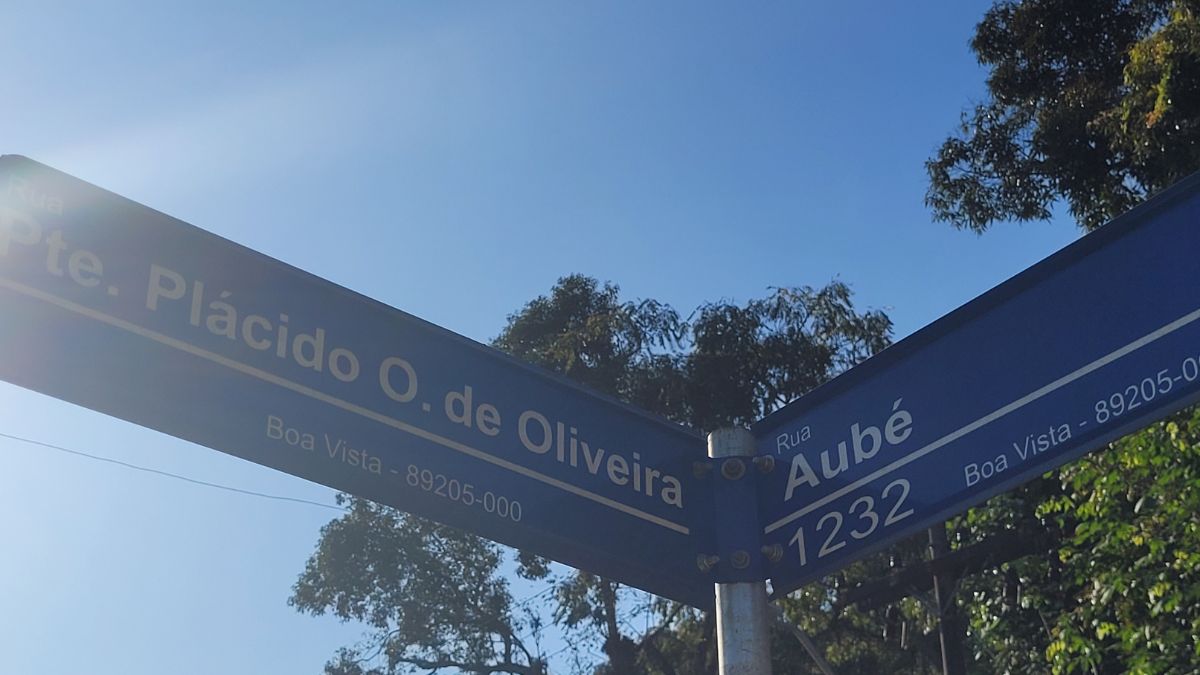 Rua
Pte. Plácido O. de Oliveira
Boa Vista - 89205-000
Rua
Aubé
1232
Boa Vista - 89205-0